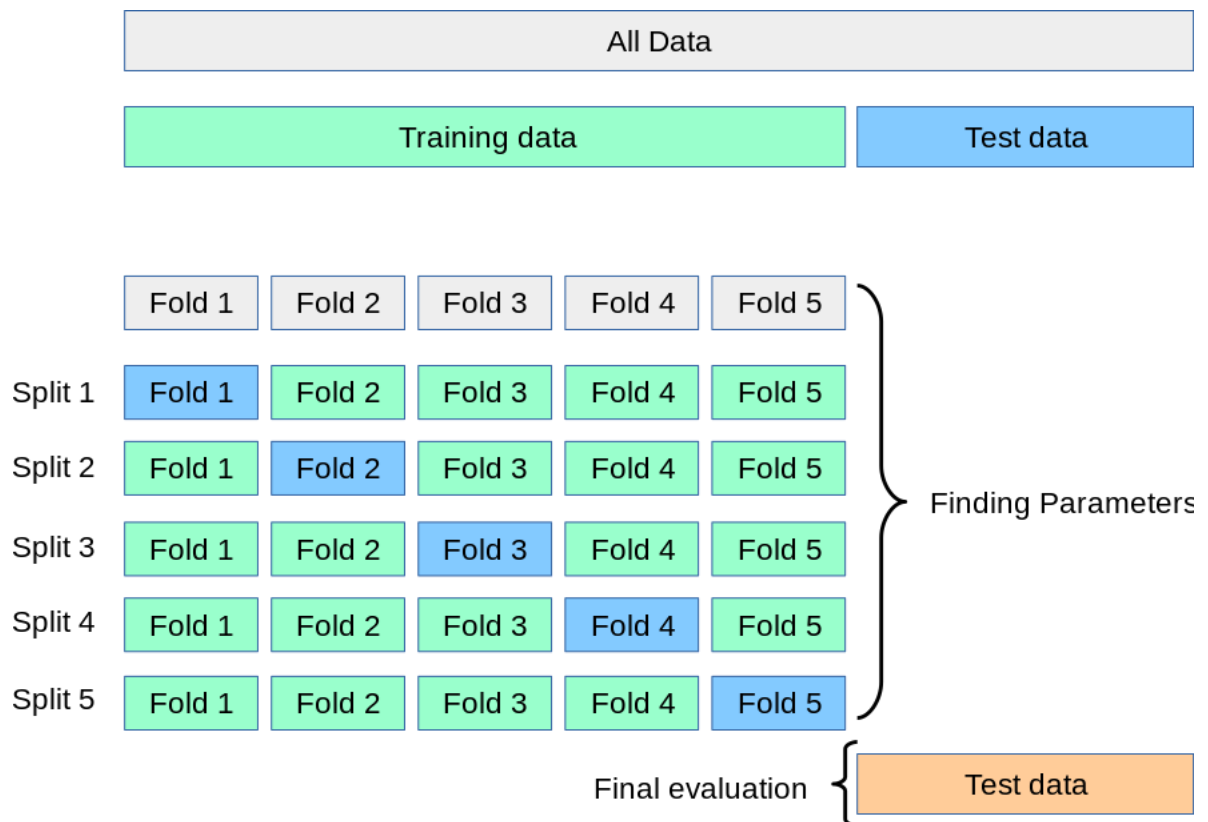 All Data
Training data Test data
Fold 1 Fold 2 Fold 3 Fold 4 Fold 5
Split 1 Fold 1 Fold 2 Fold 3 Fold 4 Fold 5
Split 2 Fold 1 Fold 2 Fold 3 Fold 4 Fold 5
Finding Parameters
Split 3 Fold 1 Fold 2 Fold 3 Fold 4 Fold 5
Split 4 Fold 1 Fold 2 Fold 3 Fold 4 Fold 5
Split 5 Fold 1 Fold 2 Fold 3 Fold 4 Fold 5
Final evaluation Test data